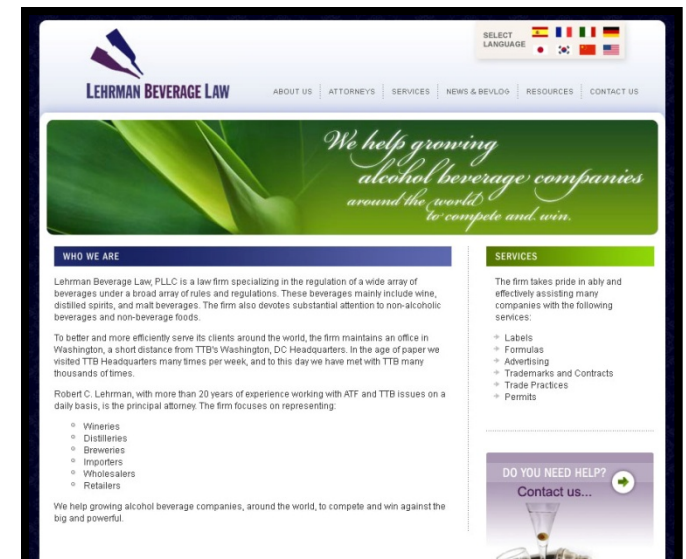 SELECT
LANGUAGE
LEHRMAN BEVERAGE LAW
ABOUT US
ATTORNEYS
SERVICES
NEWS & BEVLOG
RESOURCES
CONTACT US
We help growing
alcohol beverage companies
around the world
to compete and win.
WHO WE ARE
Lehrman Beverage Law, PLLC is a law firm specializing in the regulation of a wide array of
beverages under a broad array of rules and regulations. These beverages mainly include wine,
distilled spirits, and malt beverages. The firm also devotes substantial attention to non-alcoholic
beverages and non-beverage foods.
To better and more efficiently serve its clients around the world, the firm maintains an office in
Washington, a short distance from TTB's Washington, DC Headquarters. In the age of paper we
visited TTB Headquarters many times per week, and to this day we have met with TTB many
thousands of times.
Robert C. Lehrman, with more than 20 years of experience working with ATF and TTB issues on a
daily basis, is the principal attorney. The firm focuses on representing:
Wineries
Distilleries
Breweries
Importers
Wholesalers
Retailers
We help growing alcohol beverage companies, around the world, to compete and win against the
big and powerful.
SERVICES
The firm takes pride in ably and
effectively assisting many
companies with the following
services:
Labels
Formulas
Advertising
Trademarks and Contracts
Trade Practices
Permits
DO YOU NEED HELP?
Contact us...